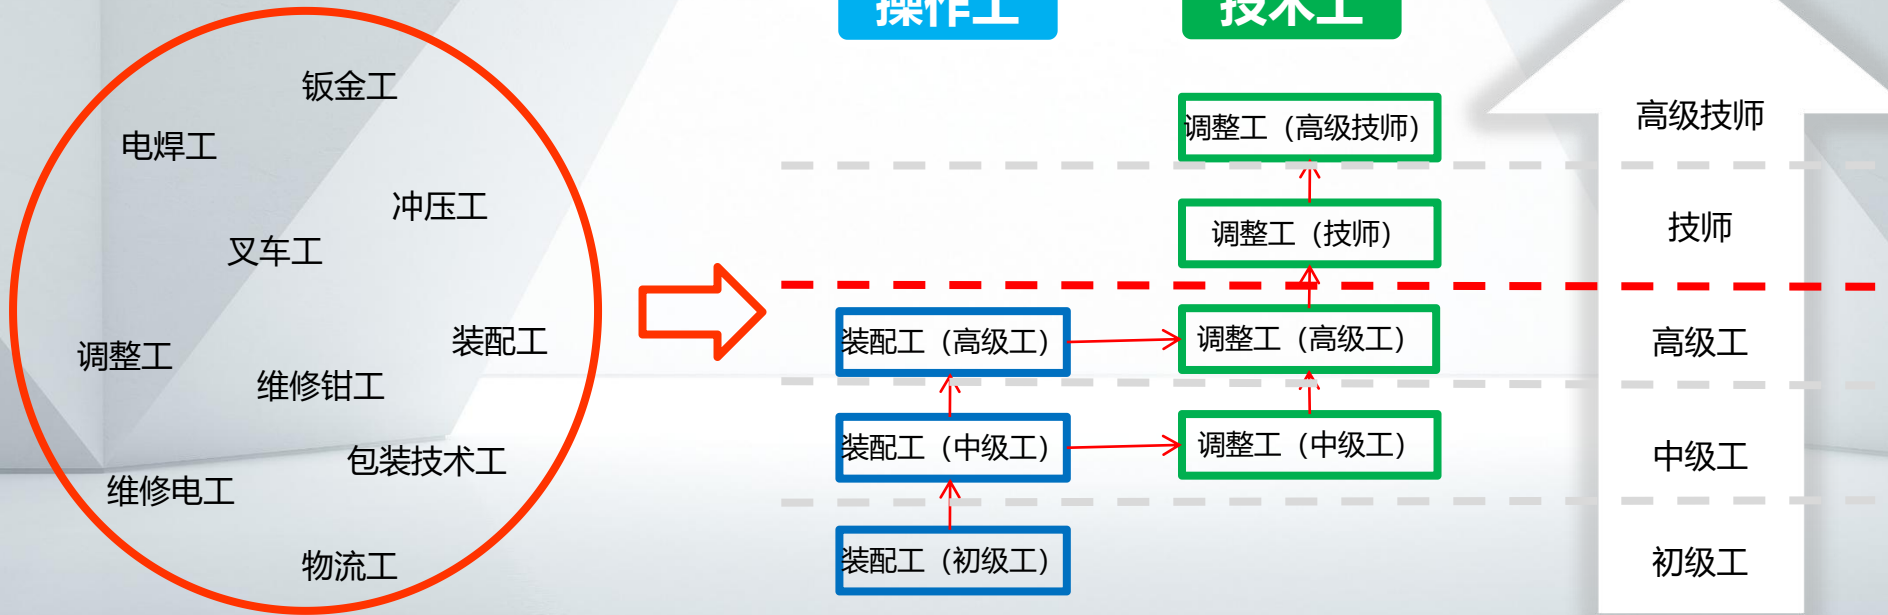 钣金工
电焊工
冲压工
叉车工
装配工
调整工
维修钳工
包装技术工
维修电工
物流工
操作工
技术工
调整工（高级技师）
调整工（技师）
装配工（高级工）
调整工（高级工）
装配工（中级工）
调整工（中级工）
装配工（初级工）
高级技师
技师
高级工
中级工
初级工